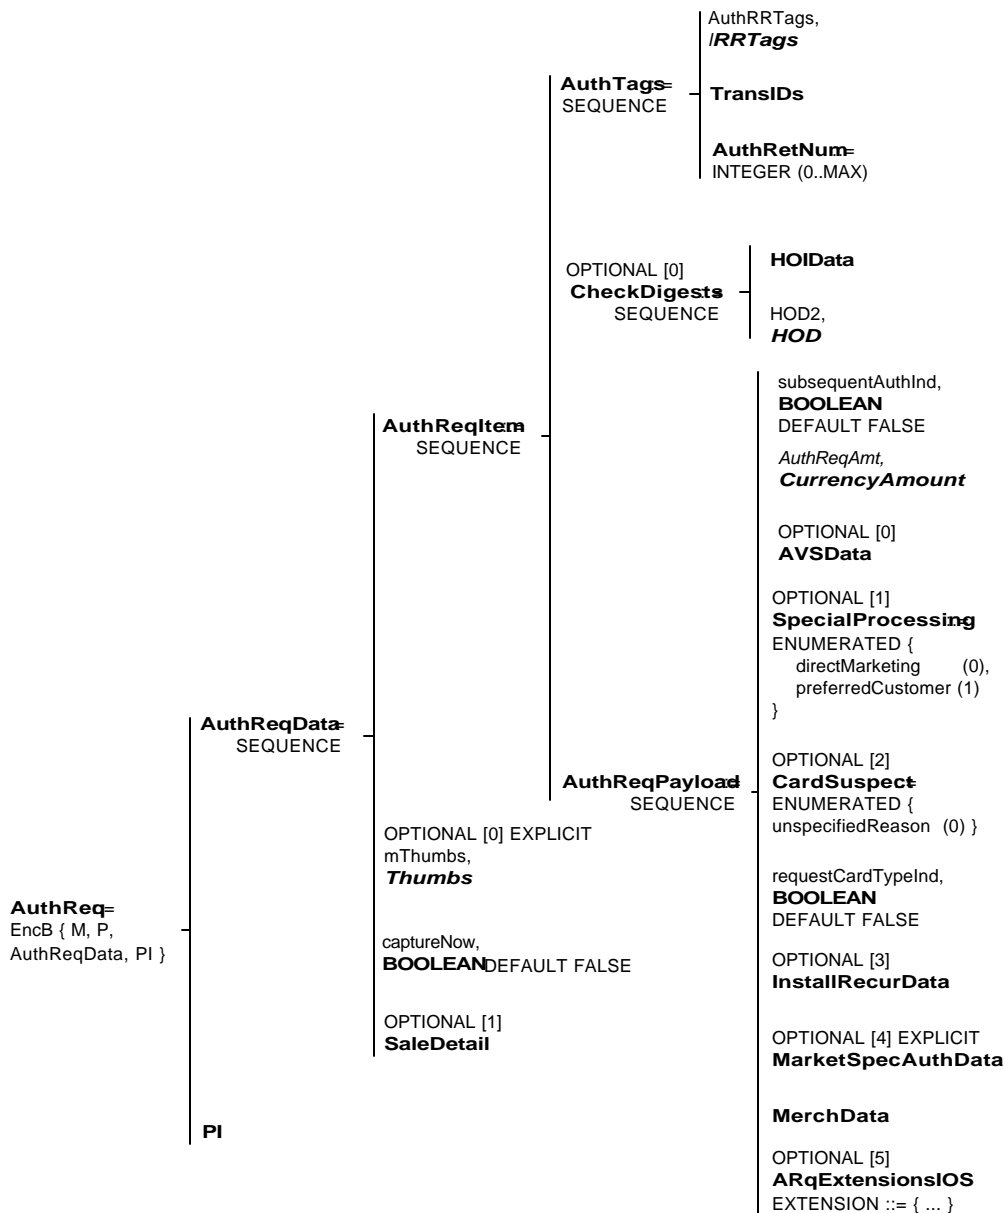 AuthRRTags,
/RRTags
AuthTags::=
SEQUENCE
TransIDs
AuthRetNum::=
INTEGER (0..MAX)
OPTIONAL [0]
CheckDigests::=
SEQUENCE
HOIData
HOD2,
HOD
AuthReqItem::=
SEQUENCE
subsequentAuthInd,
BOOLEAN
DEFAULT FALSE
AuthReqAmt,
CurrencyAmount
OPTIONAL [0]
AVSData
OPTIONAL [1]
SpecialProcessing::=
ENUMERATED {
directMarketing (0),
preferredCustomer (1)
}
AuthReqData=
SEQUENCE
OPTIONAL [2]
CardSuspect=
ENUMERATED {
unspecifiedReason (0) }
AuthReqPayload::=
SEQUENCE
OPTIONAL [0] EXPLICIT
mThumbs,
Thumbs
requestCardTypeInd,
BOOLEAN
DEFAULT FALSE
AuthReq=
EncB { M, P,
AuthReqData, PI }
captureNow,
BOOLEAN DEFAULT FALSE
OPTIONAL [3]
InstallRecurData
OPTIONAL [1]
SaleDetail
OPTIONAL [4] EXPLICIT
MarketSpecAuthData
MerchData
PI
OPTIONAL [5]
ARqExtensionsIOS
EXTENSION ::= { ... }